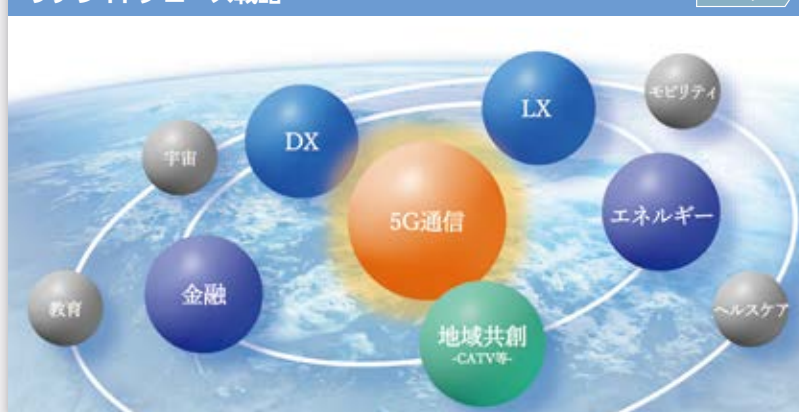 DX
LX
モビリティ
宇宙
5G通信
エネルギー
金融
教育
ヘルスケア
地域共創
-CATV等-